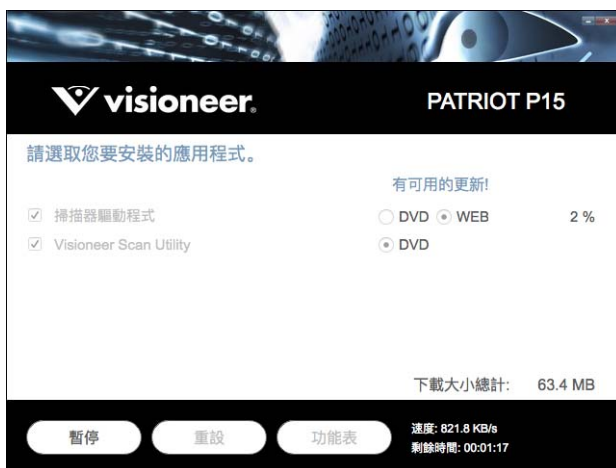 visioneer.
PATRIOT P15
請選取您要安裝的應用程式。
有可用的更新!
掃描器驅動程式 DVD WEB 2 %
Visioneer Scan Utility DVD
下載大小總計: 63.4 MB
暫停 重設 功能表
速度: 821.8 KB/s
剩餘時間: 00:01:17